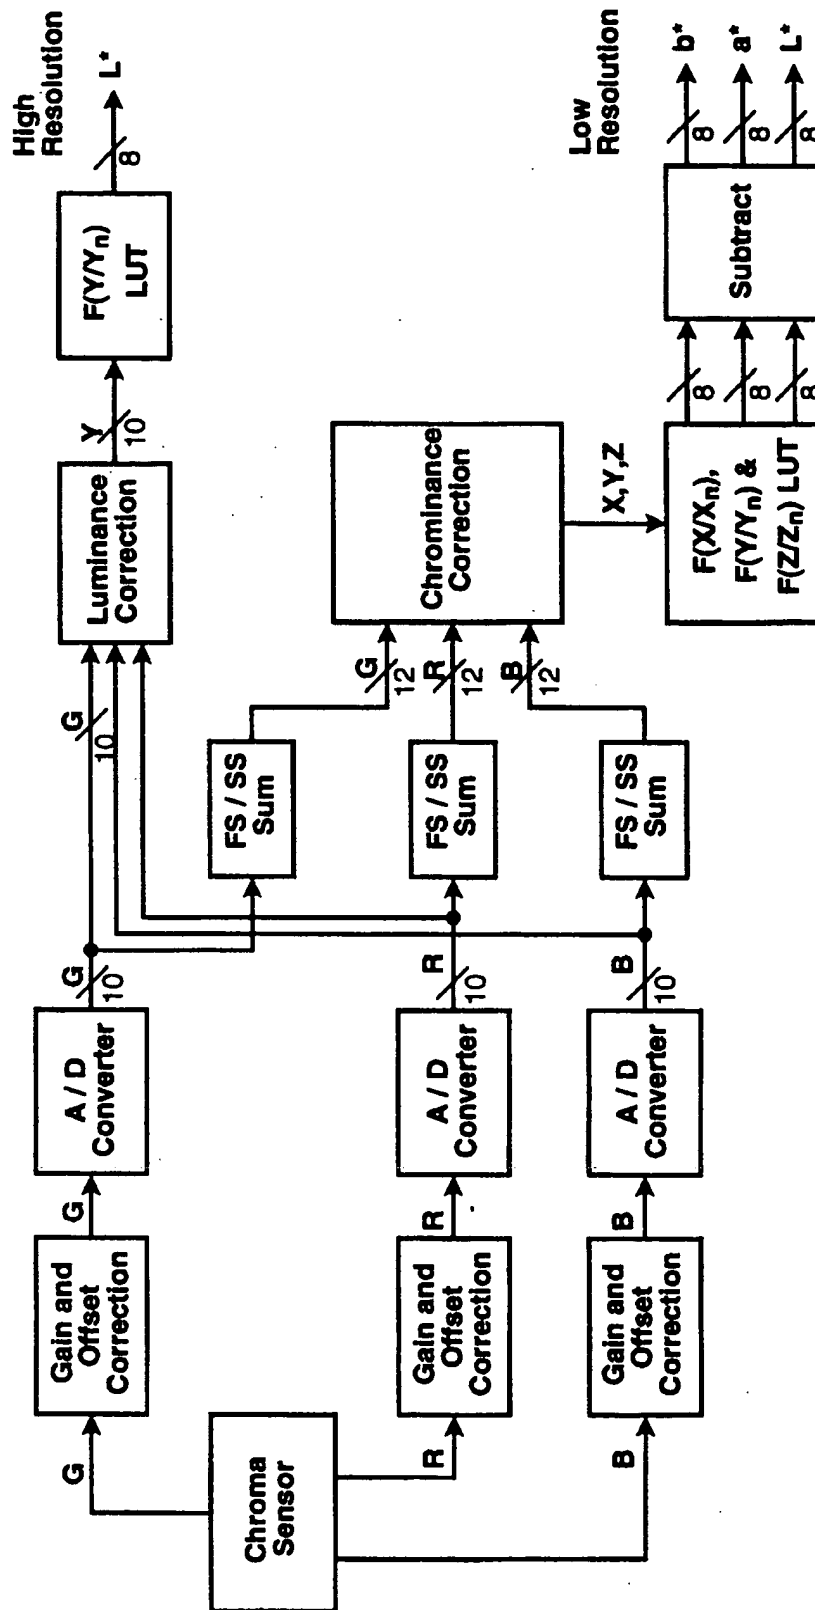 Chroma
Sensor
G
R
B
Gain and
Offset
Correction
G
A / D
Converter
G
10
Gain and
Offset
Correction
R
A / D
Converter
R
10
Gain and
Offset
Correction
B
A / D
Converter
B
10
G
10
FS / SS
Sum
FS / SS
Sum
FS / SS
Sum
G
12
R
12
B
12
Luminance
Correction
Y
10
F(Y/Yn)
LUT
8
High
Resolution
L*
Chrominance
Correction
X,Y,Z
F(X/Xn),
F(Y/Yn) &
F(Z/Zn) LUT
8
8
8
Subtract
8
8
8
Low
Resolution
b*
a*
L*